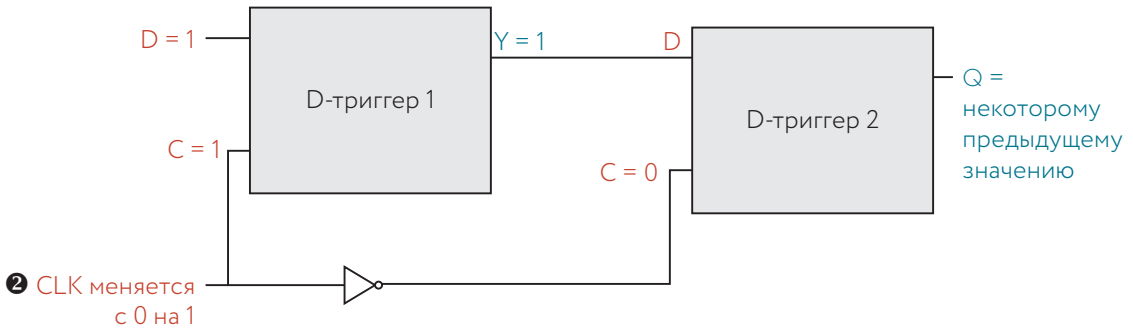 D = 1
Y = 1
D
D-триггер 1
D-триггер 2
Q =
некоторому
предыдущему
значению
C = 1
C = 0
❷ CLK меняется
с 0 на 1